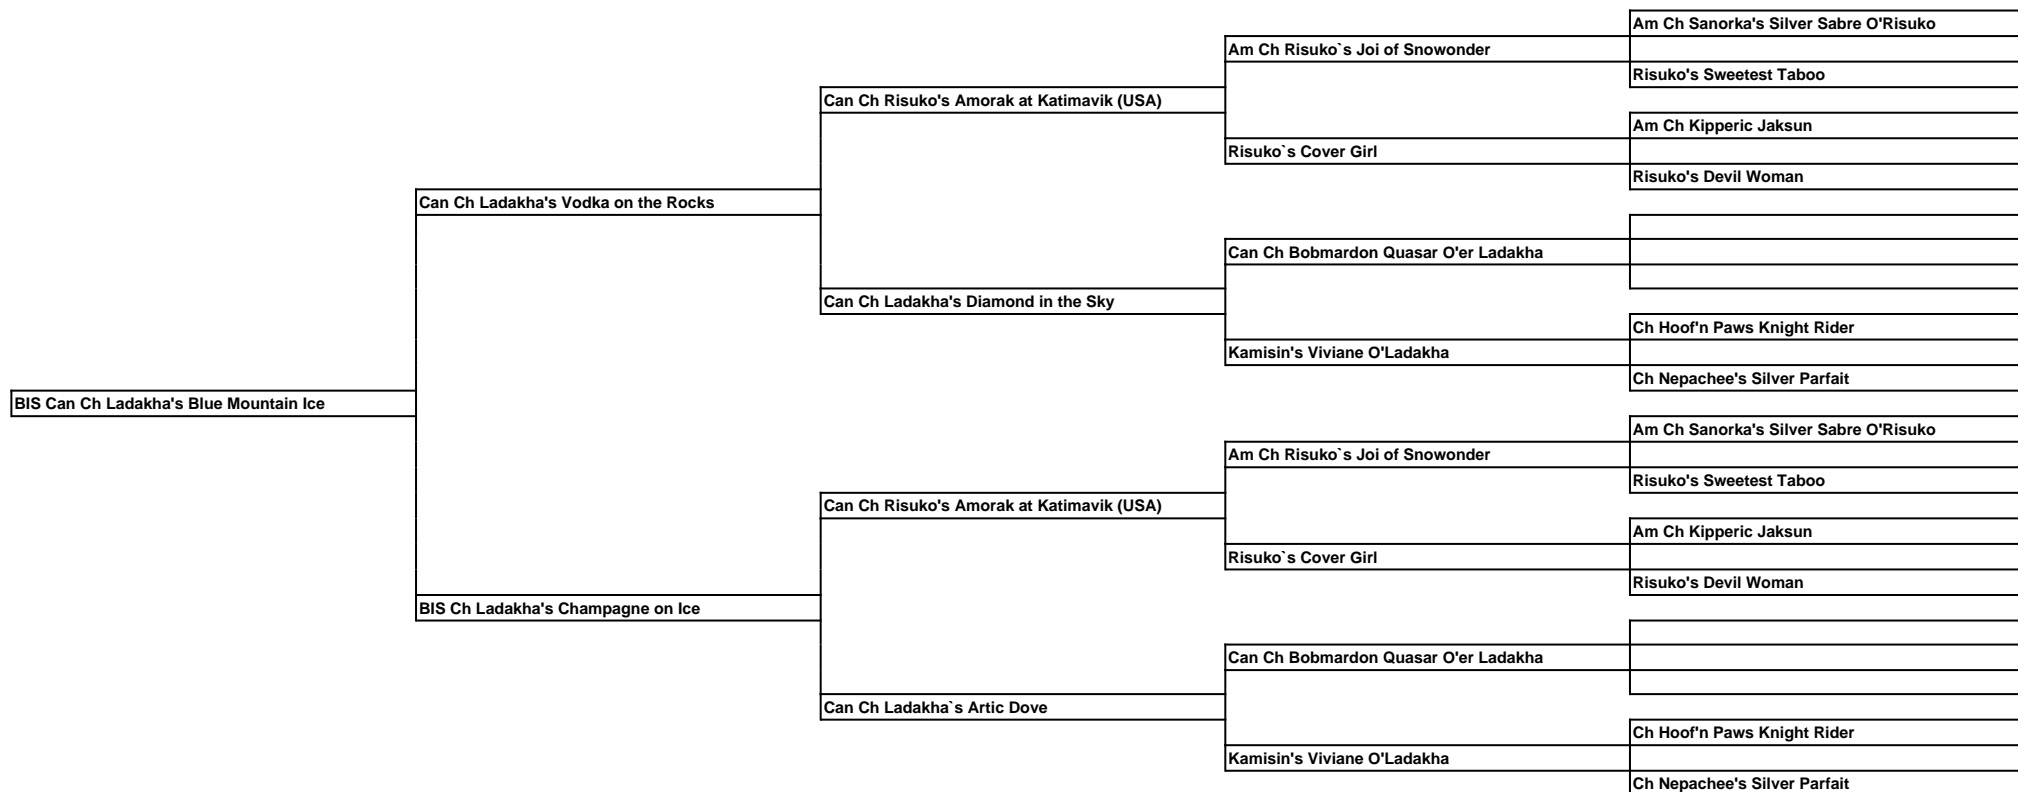 Am Ch Sanorka's Silver Sabre O'Risuko
Am Ch Risuko`s Joi of Snowonder
Risuko's Sweetest Taboo
Can Ch Risuko's Amorak at Katimavik (USA)
Am Ch Kipperic Jaksun
Risuko`s Cover Girl
Risuko's Devil Woman
Can Ch Ladakha's Vodka on the Rocks
Can Ch Bobmardon Quasar O'er Ladakha
Can Ch Ladakha's Diamond in the Sky
Ch Hoof'n Paws Knight Rider
Kamisin's Viviane O'Ladakha
Ch Nepachee's Silver Parfait
BIS Can Ch Ladakha's Blue Mountain Ice
Am Ch Sanorka's Silver Sabre O'Risuko
Am Ch Risuko`s Joi of Snowonder
Risuko's Sweetest Taboo
Can Ch Risuko's Amorak at Katimavik (USA)
Am Ch Kipperic Jaksun
Risuko`s Cover Girl
Risuko's Devil Woman
BIS Ch Ladakha's Champagne on Ice
Can Ch Bobmardon Quasar O'er Ladakha
Can Ch Ladakha`s Artic Dove
Ch Hoof'n Paws Knight Rider
Kamisin's Viviane O'Ladakha
Ch Nepachee's Silver Parfait